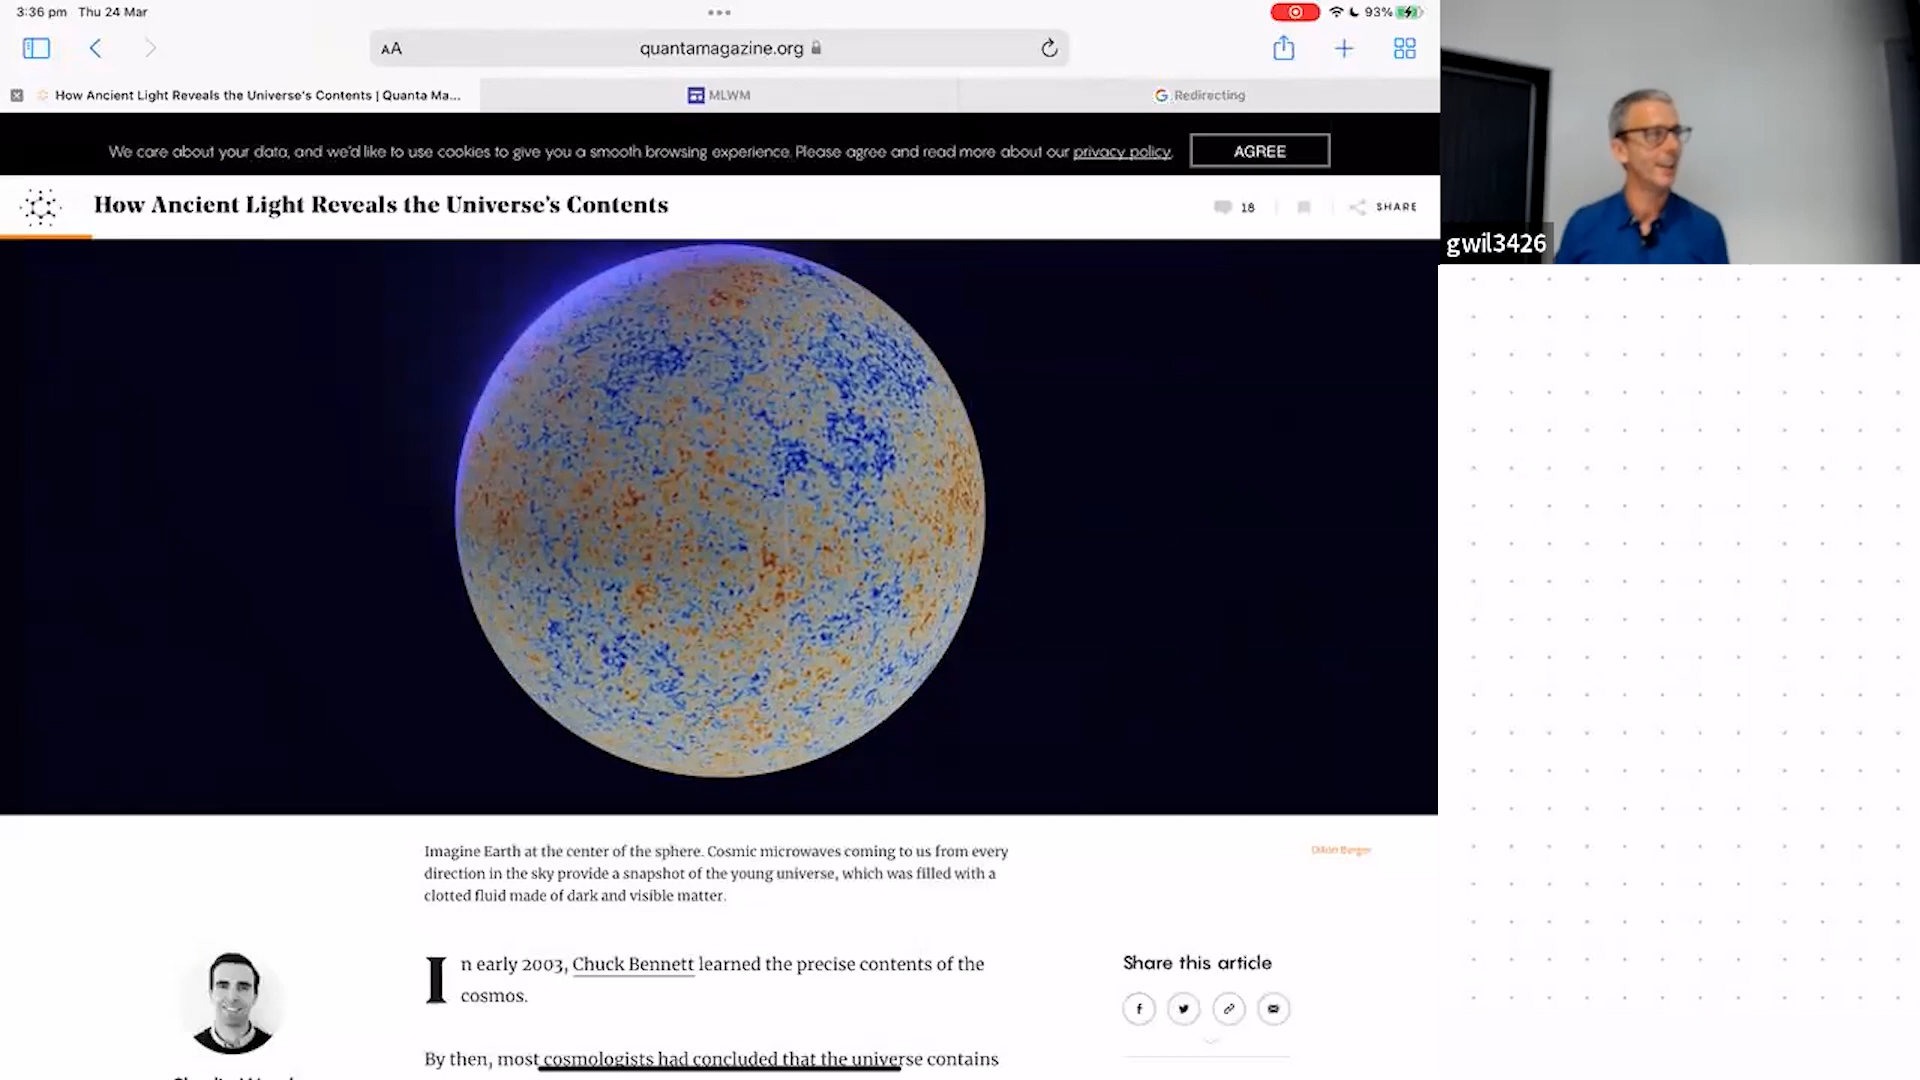 3:36 pm Thu 24 Mar
93%
AA
quantamagazine.org
How Ancient Light Reveals the Universe's Contents | Quanta Ma...
MLWM
Redirecting
We care about your data, and we'd like to use cookies to give you a smooth browsing experience. Please agree and read more about our privacy policy.
AGREE
How Ancient Light Reveals the Universe's Contents
18
SHARE
gwil3426
Imagine Earth at the center of the sphere. Cosmic microwaves coming to us from every
direction in the sky provide a snapshot of the young universe, which was filled with a
clotted fluid made of dark and visible matter.
Dillon Berger
In early 2003, Chuck Bennett learned the precise contents of the
cosmos.
Share this article
By then, most cosmologists had concluded that the universe contains